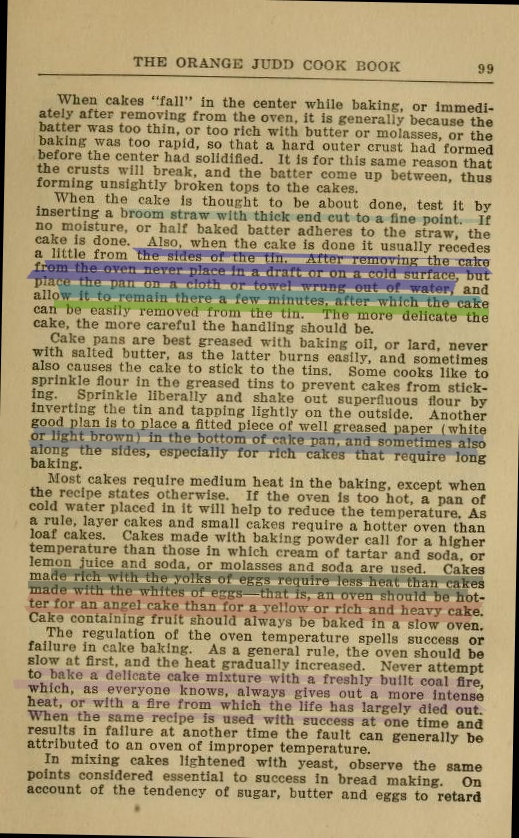 THE ORANGE JUDD COOK BOOK 99
When cakes "fall" in the center while baking, or immedi-
ately after removing from the oven, it is generally because the
batter was too thin, or too rich with butter or molasses, or the
baking was too rapid, so that a hard outer crust had formed
before the center had solidified. It is for this same reason that
the crusts will break, and the batter come up between, thus
forming unsightly broken tops to the cakes.
When the cake is thought to be about done, test it by
inserting a broom straw with thick end cut to a fine point. If
no moisture, or half baked batter adheres to the straw, the
cake is done. Also, when the cake is done it usually recedes
a little from the sides of the tin. After removing the cake
from the oven never place in a draft or on a cold surface, but
place the pan on a cloth or towel wrung out of water, and
allow it to remain there a few minutes, after which the cake
can be easily removed from the tin. The more delicate the
cake, the more careful the handling should be.
Cake pans are best greased with baking oil, or lard, never
with salted butter, as the latter burns easily, and sometimes
also causes the cake to stick to the tins. Some cooks like to
sprinkle flour in the greased tins to prevent cakes from stick-
ing. Sprinkle liberally and shake out superfluous flour by
inverting the tin and tapping lightly on the outside. Another
good plan is to place a fitted piece of well greased paper (white
or light brown) in the bottom of cake pan, and sometimes also
along the sides, especially for rich cakes that require long
baking.
Most cakes require medium heat in the baking, except when
the recipe states otherwise. If the oven is too hot, a pan of
cold water placed in it will help to reduce the temperature. As
a rule, layer cakes and small cakes require a hotter oven than
loaf cakes. Cakes made with baking powder call for a higher
temperature than those in which cream of tartar and soda, or
lemon juice and soda, or molasses and soda are used. Cakes
made rich with the yolks of eggs require less heat than cakes
made with the whites of eggs—that is, an oven should be hot-
ter for an angel cake than for a yellow or rich and heavy cake.
Cake containing fruit should always be baked in a slow oven.
The regulation of the oven temperature spells success or
failure in cake baking. As a general rule, the oven should be
slow at first, and the heat gradually increased. Never attempt
to bake a delicate cake mixture with a freshly built coal fire,
which, as everyone knows, always gives out a more intense
heat, or with a fire from which the life has largely died out.
When the same recipe is used with success at one time and
results in failure at another time the fault can generally be
attributed to an oven of improper temperature.
In mixing cakes lightened with yeast, observe the same
points considered essential to success in bread making. On
account of the tendency of sugar, butter and eggs to retard